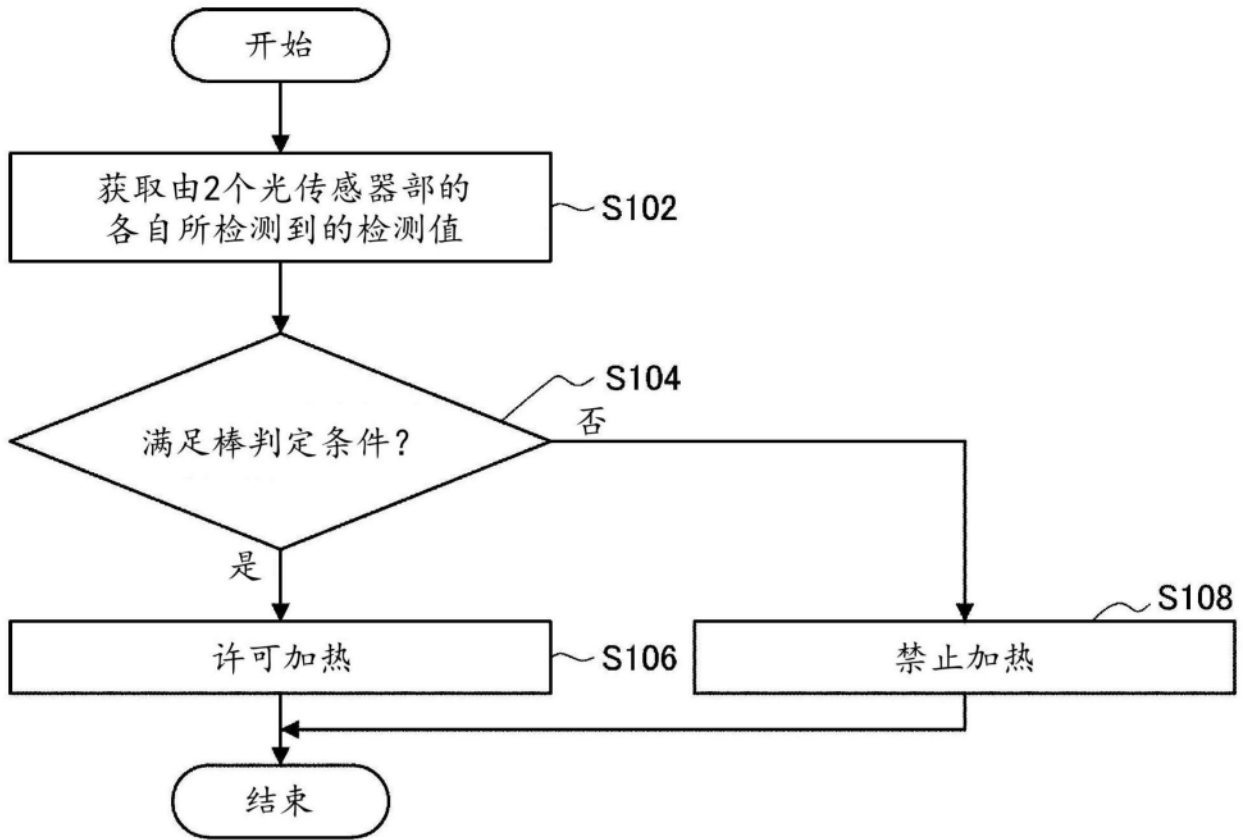 开始
获取由2个光传感器部的
各自所检测到的检测值
S102
满足棒判定条件?
S104
否
是
许可加热
S106
禁止加热
S108
结束